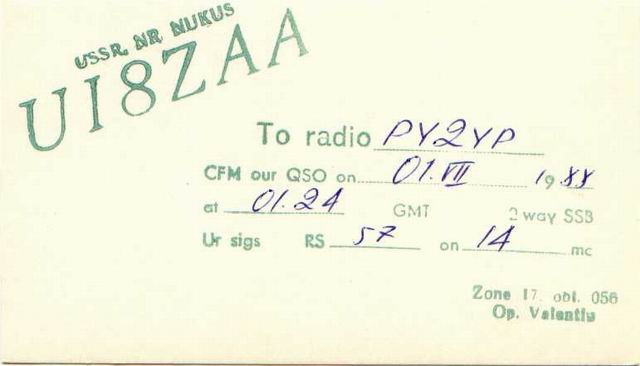 USSR. NR NUKUS
UI8ZAA
To radio PY2YP
CFM our QSO on 01.VII 1988
at 01.24 GMT 2 way SSB
Ur sigs RS 57 on 14 mc
Zone 17. obl. 056
Op. Valentin